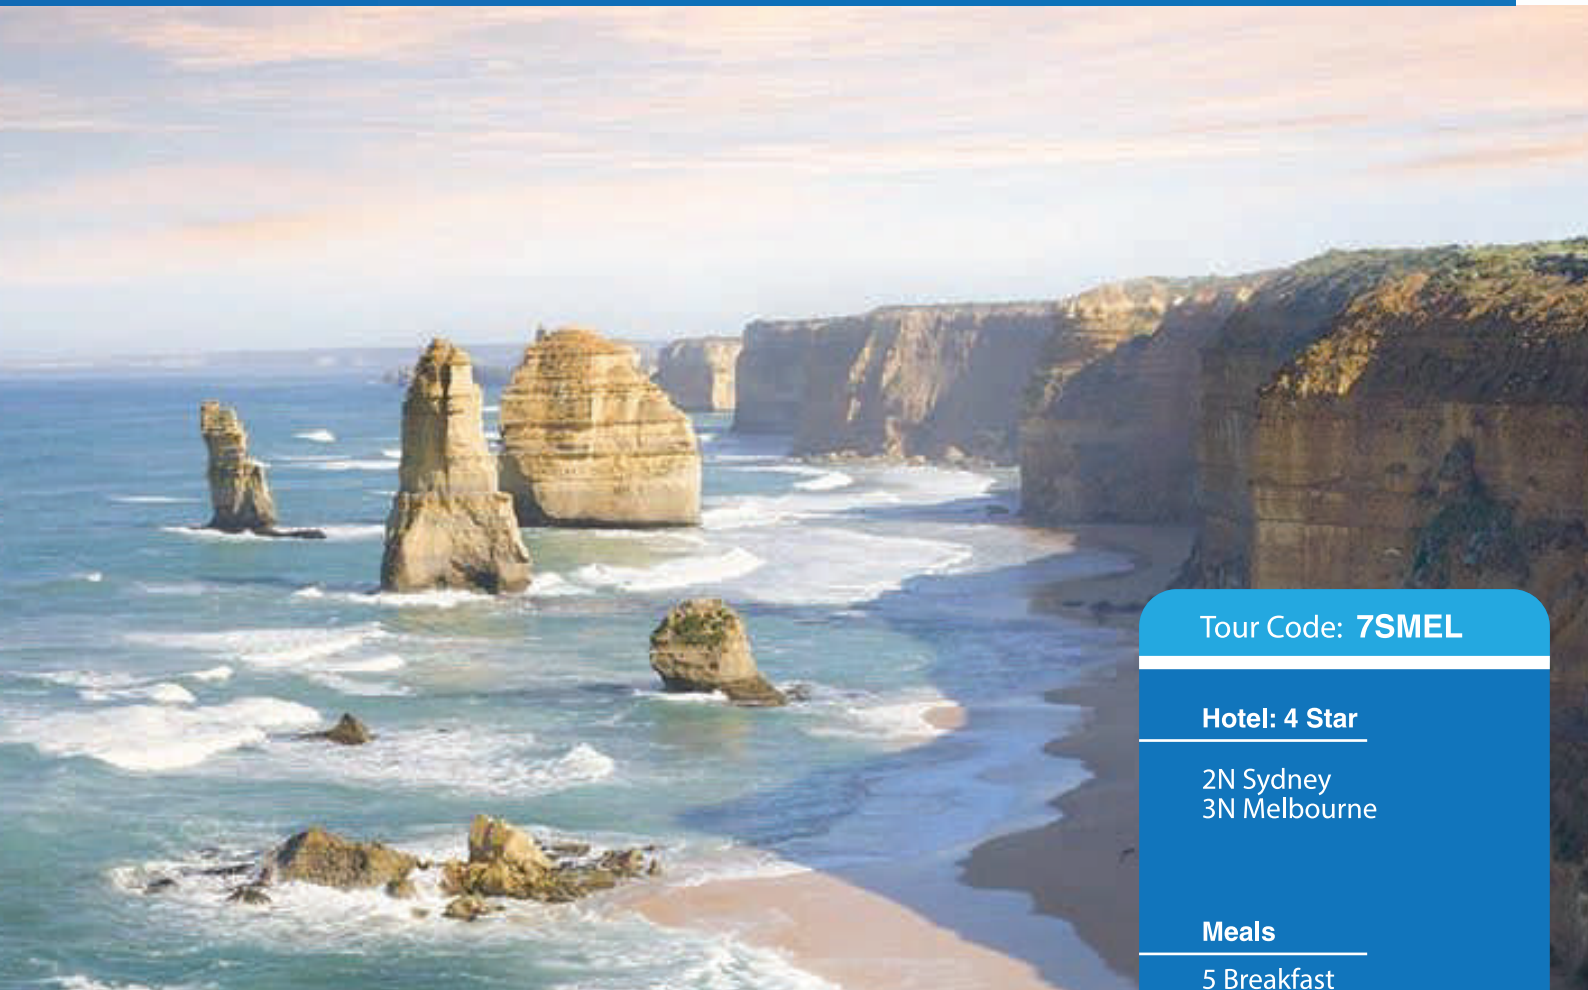 Tour Code: 7SMEL
Hotel: 4 Star
2N Sydney
3N Melbourne
Meals
5 Breakfast